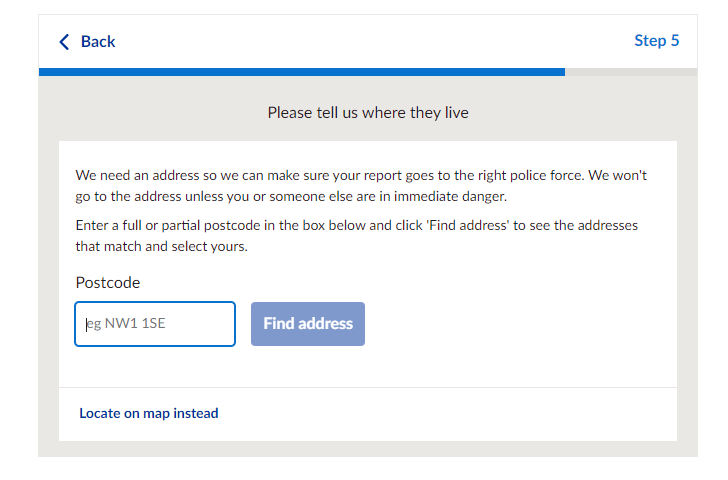 Back
Step 5
Please tell us where they live
We need an address so we can make sure your report goes to the right police force. We won't
go to the address unless you or someone else are in immediate danger.
Enter a full or partial postcode in the box below and click 'Find address' to see the addresses
that match and select yours.
Postcode
eg NW1 1SE
Find address
Locate on map instead